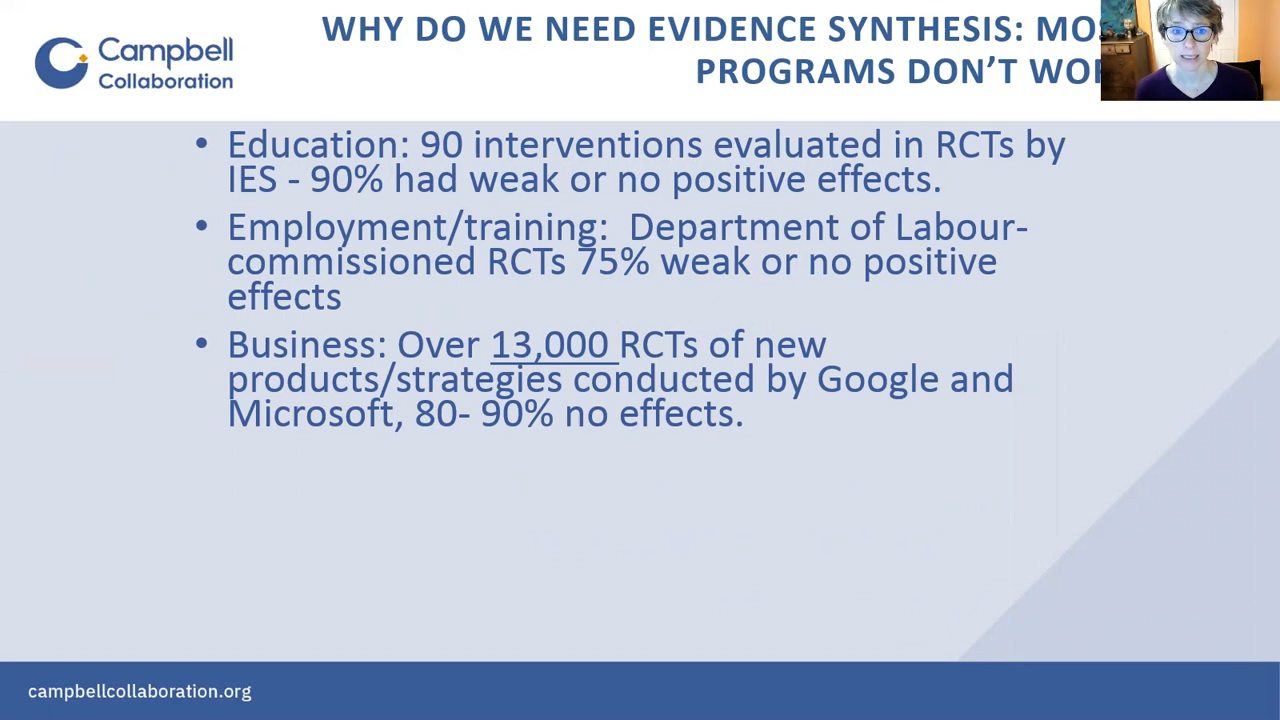 Campbell
Collaboration
WHY DO WE NEED EVIDENCE SYNTHESIS:
PROGRAMS DON'T
• Education: 90 interventions evaluated in RCTs by
IES - 90% had weak or no positive effects.
• Employment/training: Department of Labour-
commissioned RCTs 75% weak or no positive
effects
• Business: Over 13,000 RCTs of new
products/strategies conducted by Google and
Microsoft, 80- 90% no effects.
campbellcollaboration.org